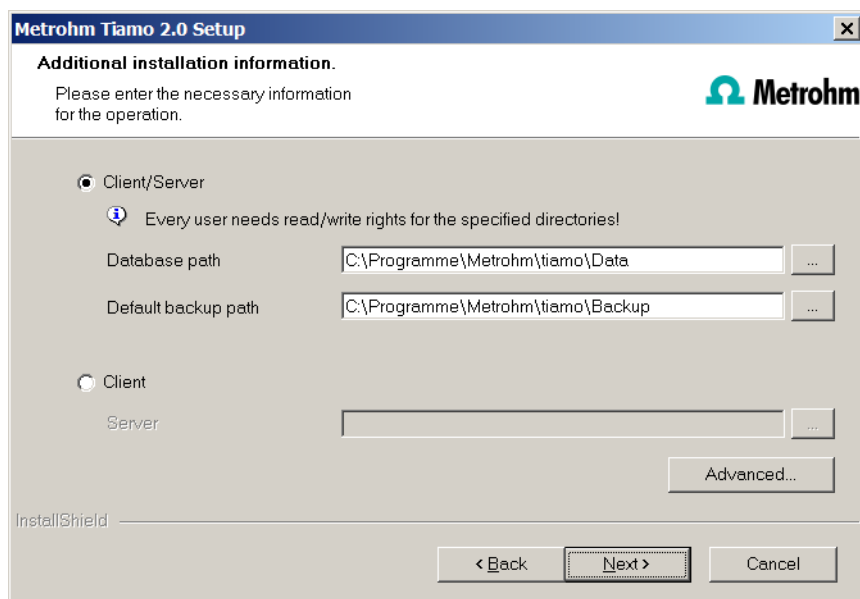 Metrohm Tiamo 2.0 Setup
Additional installation information.
Please enter the necessary information
for the operation.
Metrohm
Client/Server
Every user needs read/write rights for the specified directories!
Database path
C:\Programme\Metrohm\tiamo\Data
...
Default backup path
C:\Programme\Metrohm\tiamo\Backup
...
Client
Server
...
Advanced...
InstallShield
< Back
Next >
Cancel